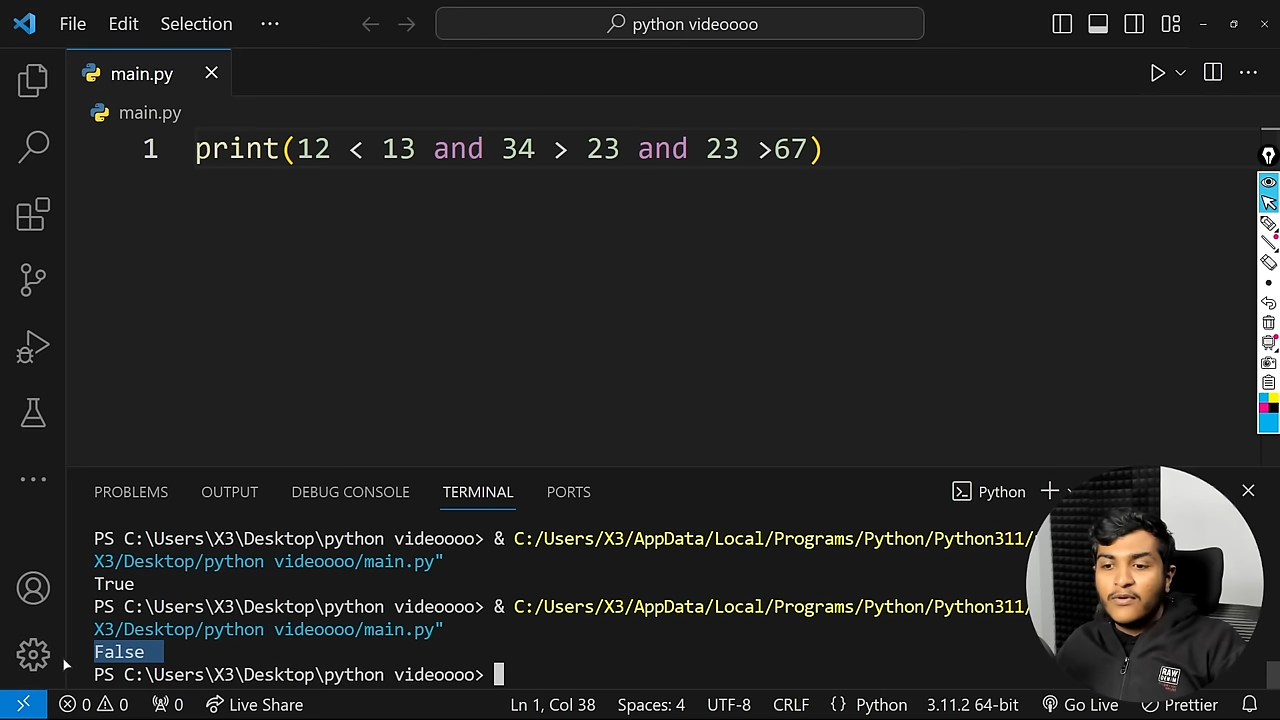 File Edit Selection ··· python videoooo
main.py
main.py
1 print(12 < 13 and 34 > 23 and 23 >67)
PROBLEMS OUTPUT DEBUG CONSOLE TERMINAL PORTS Python
PS C:\Users\X3\Desktop\python videoooo> & C:/Users/X3/AppData/Local/Programs/Python/Python311/
X3/Desktop/python videoooo/main.py"
True
PS C:\Users\X3\Desktop\python videoooo> & C:/Users/X3/AppData/Local/Programs/Python/Python311/
X3/Desktop/python videoooo/main.py"
False
PS C:\Users\X3\Desktop\python videoooo>
RAW
0 0 0 Live Share Ln 1, Col 38 Spaces: 4 UTF-8 CRLF {} Python 3.11.2 64-bit Go Live Prettier